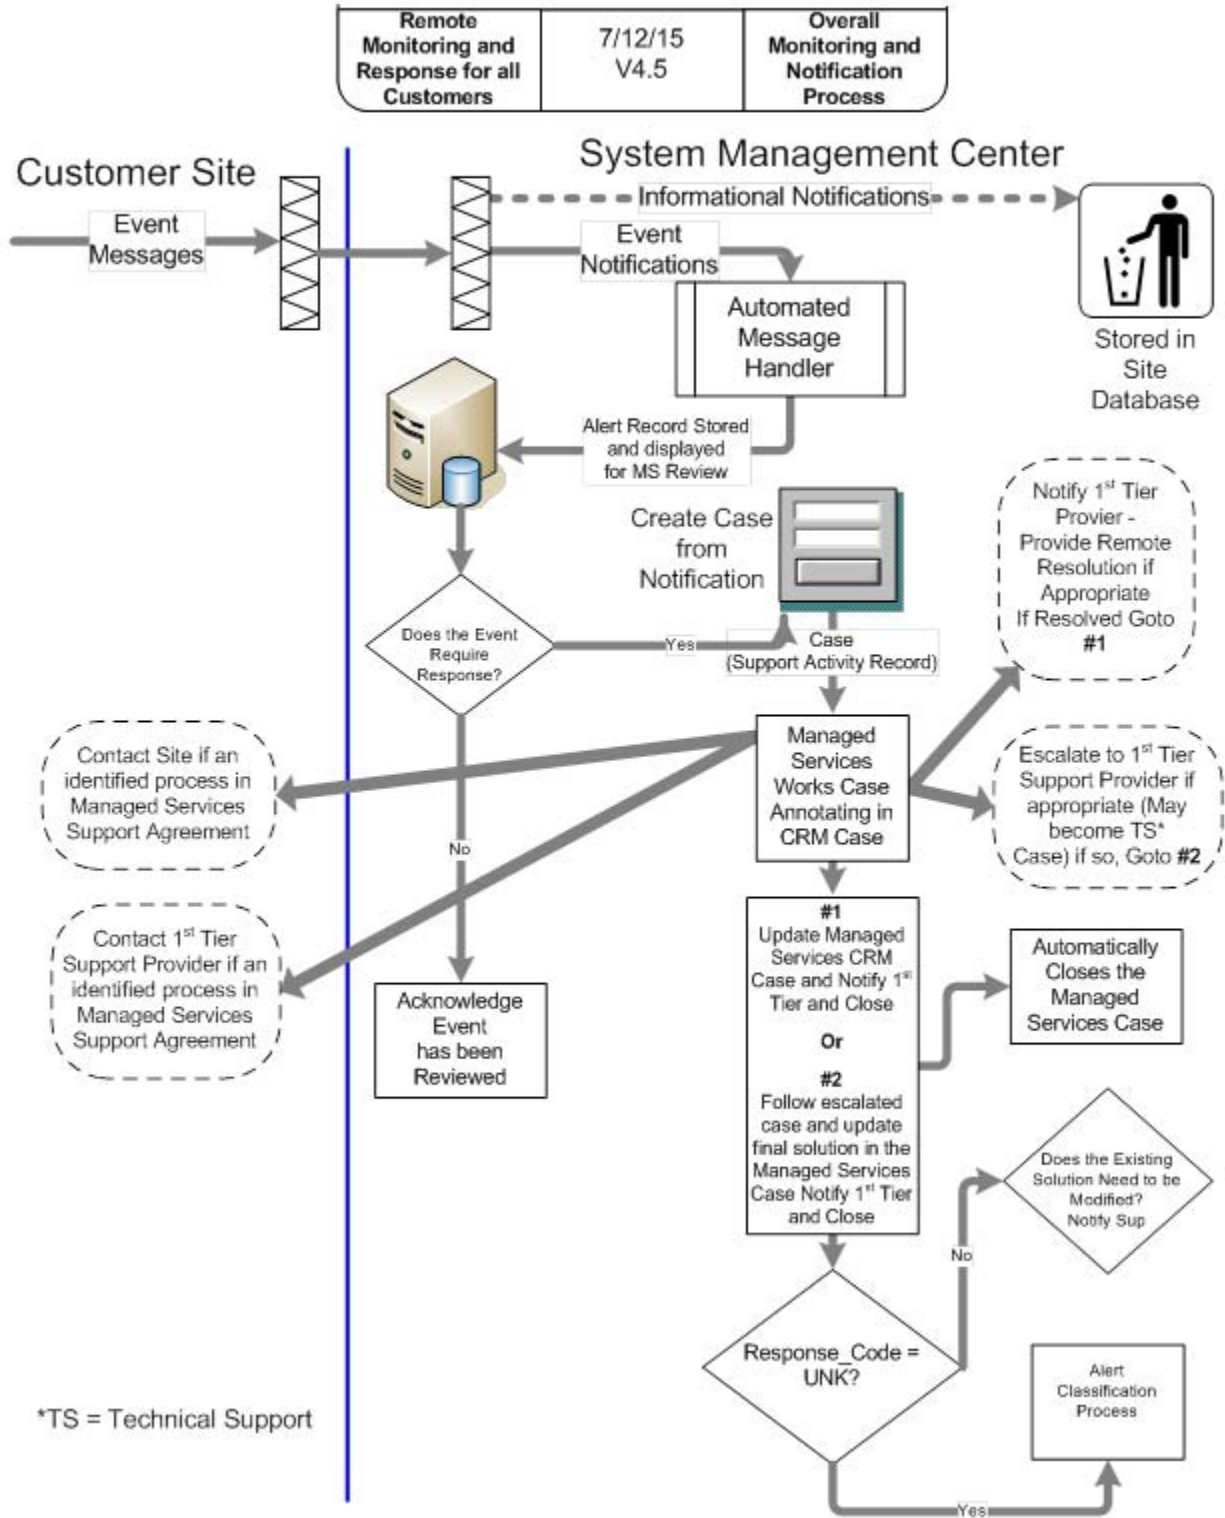 Remote
Monitoring and
Response for all
Customers
7/12/15
V4.5
Overall
Monitoring and
Notification
Process
Customer Site
System Management Center
Event
Messages
Informational Notifications
Event
Notifications
Automated
Message
Handler
Stored in
Site
Database
Alert Record Stored
and displayed
for MS Review
Create Case
from
Notification
Notify 1st Tier
Provier -
Provide Remote
Resolution if
Appropriate
If Resolved Goto
#1
Does the Event
Require
Response?
Yes
Case
(Support Activity Record)
Contact Site if an
identified process in
Managed Services
Support Agreement
Managed
Services
Works Case
Annotating in
CRM Case
Escalate to 1st Tier
Support Provider if
appropriate (May
become TS*
Case) if so, Goto #2
No
Contact 1st Tier
Support Provider if an
identified process in
Managed Services
Support Agreement
Acknowledge
Event
has been
Reviewed
#1
Update Managed
Services CRM
Case and Notify 1st
Tier and Close
Or
#2
Follow escalated
case and update
final solution in the
Managed Services
Case Notify 1st Tier
and Close
Automatically
Closes the
Managed
Services Case
Does the Existing
Solution Need to be
Modified?
Notify Sup
No
Response_Code =
UNK?
Alert
Classification
Process
Yes
*TS = Technical Support